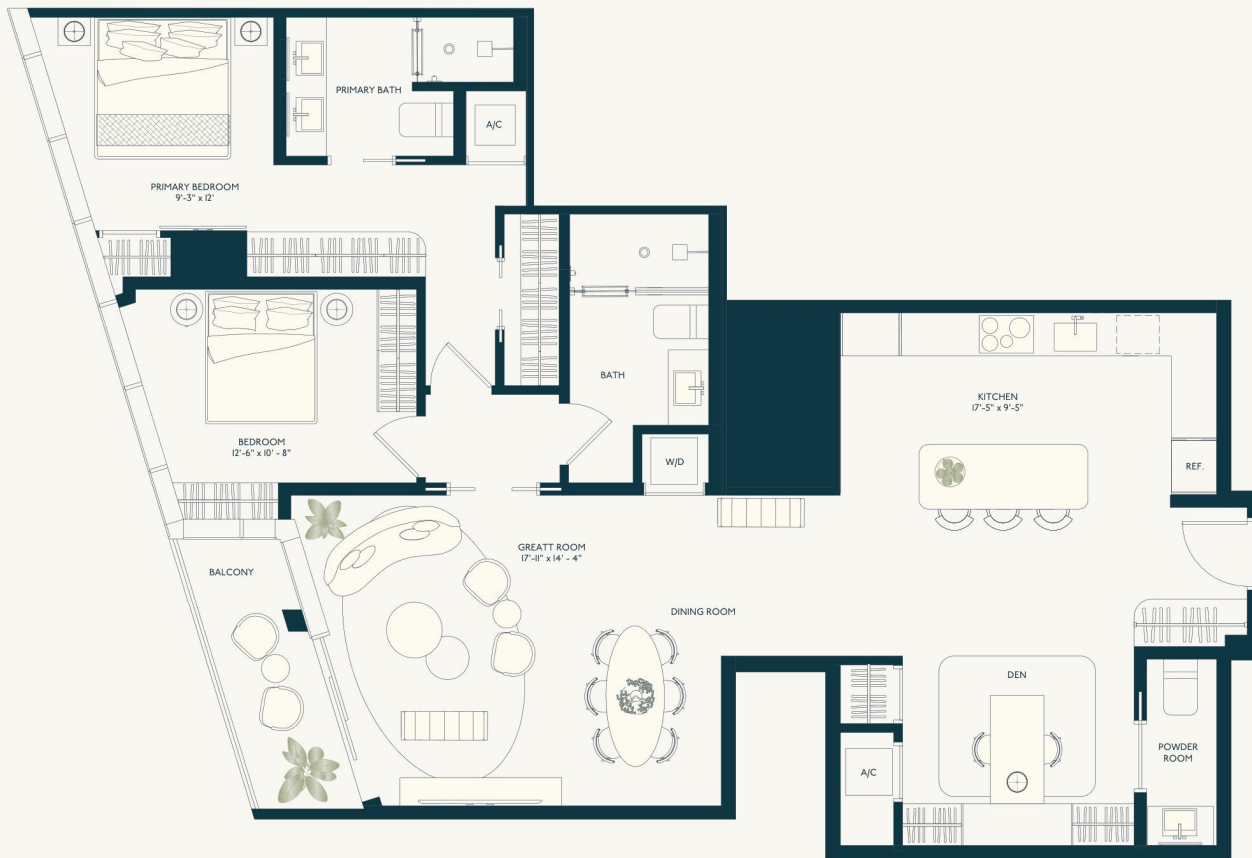 PRIMARY BATH
A/C
PRIMARY BEDROOM
9'-3" x 12'
BATH
KITCHEN
17'-5" x 9'-5"
BEDROOM
12'-6" x 10' - 8"
W/D
REF.
GREATT ROOM
17'-11" x 14' - 4"
BALCONY
DINING ROOM
DEN
POWDER
ROOM
A/C